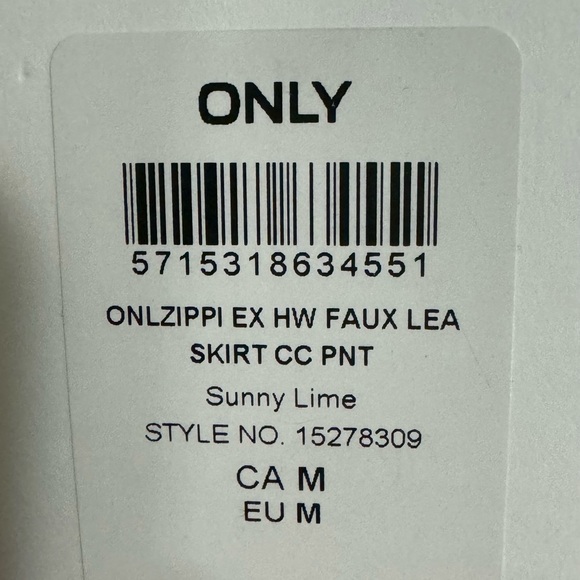 ONLY
5715318634551
ONLZIPPI EX HW FAUX LEA
SKIRT CC PNT
Sunny Lime
STYLE NO. 15278309
CA M
EU M